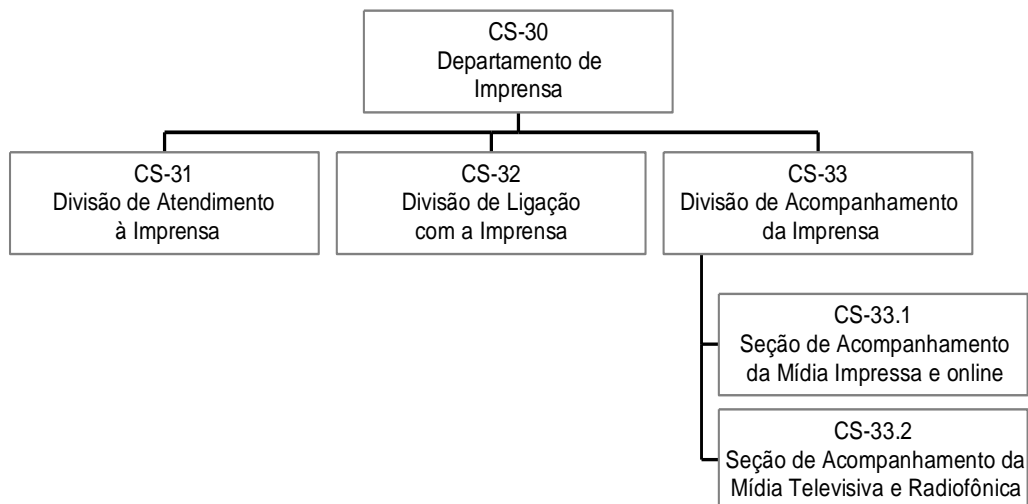 CS-30
Departamento de
Imprensa
CS-31
Divisão de Atendimento
à Imprensa
CS-32
Divisão de Ligação
com a Imprensa
CS-33
Divisão de Acompanhamento
da Imprensa
CS-33.1
Seção de Acompanhamento
da Mídia Impressa e online
CS-33.2
Seção de Acompanhamento da
Mídia Televisiva e Radiofônica